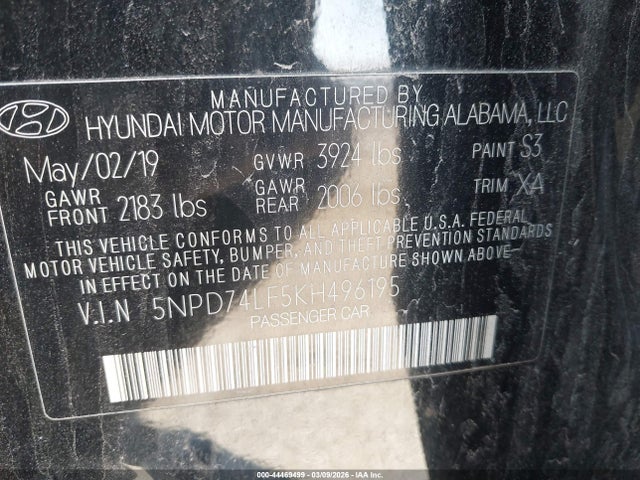 MANUFACTURED BY
HYUNDAI MOTOR MANUFACTURING ALABAMA, LLC
May/02/19 GVWR 3924 lbs PAINT S3
GAWR FRONT 2183 lbs GAWR REAR 2006 lbs TRIM XA
THIS VEHICLE CONFORMS TO ALL APPLICABLE U.S.A. FEDERAL
MOTOR VEHICLE SAFETY, BUMPER, AND THEFT PREVENTION STANDARDS
IN EFFECT ON THE DATE OF MANUFACTURE SHOWN ABOVE.
V.I.N 5NPD74LF5KH496195
PASSENGER CAR
000-44469499 | 03/09/2026 | IAAI